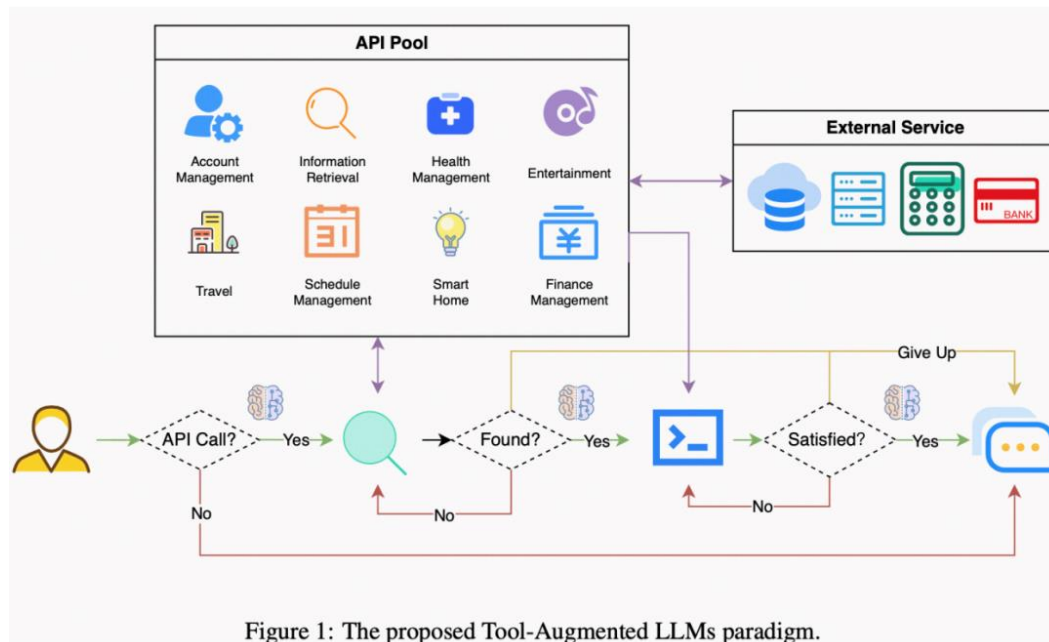 API Pool
Account
Management
Information
Retrieval
Health
Management
Entertainment
Travel
31
Schedule
Management
Smart
Home
¥
Finance
Management
External Service
BANK
Give Up
API Call?
Yes
Found?
Yes
>_
Satisfied?
Yes
No
No
No
Figure 1: The proposed Tool-Augmented LLMs paradigm.